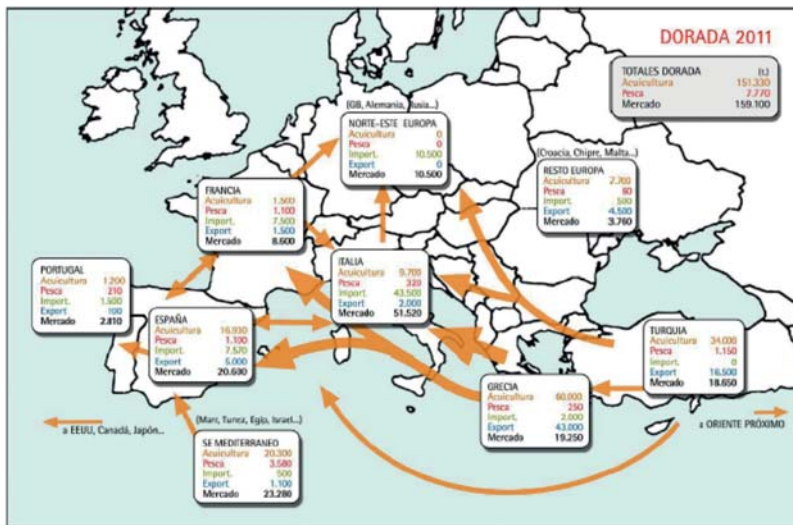 DORADA 2011
TOTALES DORADA (t.)
Acuicultura 151.330
Pesca 7.770
Mercado 159.100
(GB, Alemania, Rusia...)
NORTE-ESTE EUROPA
Acuicultura 0
Pesca 0
Import. 10.500
Export 0
Mercado 10.500
(Croacia, Chipre, Malta...)
RESTO EUROPA
Acuicultura 2.700
Pesca 60
Import. 500
Export 4.500
Mercado 3.760
FRANCIA
Acuicultura 1.500
Pesca 1.100
Import. 7.500
Export 1.500
Mercado 8.600
ITALIA
Acuicultura 9.700
Pesca 320
Import. 43.500
Export 2.000
Mercado 51.520
PORTUGAL
Acuicultura 1.200
Pesca 210
Import. 1.500
Export 100
Mercado 2.810
ESPAÑA
Acuicultura 16.930
Pesca 1.100
Import. 7.570
Export 5.000
Mercado 20.600
TURQUIA
Acuicultura 34.000
Pesca 1.150
Import. 0
Export 16.500
Mercado 18.650
GRECIA
Acuicultura 60.000
Pesca 250
Import. 2.000
Export 43.000
Mercado 19.250
a EEUU, Canadá, Japón...
a ORIENTE PRÓXIMO
(Marr, Tunea, Egip, Israel...)
SE MEDITERRANEO
Acuicultura 20.300
Pesca 3.580
Import. 500
Export 1.100
Mercado 23.280